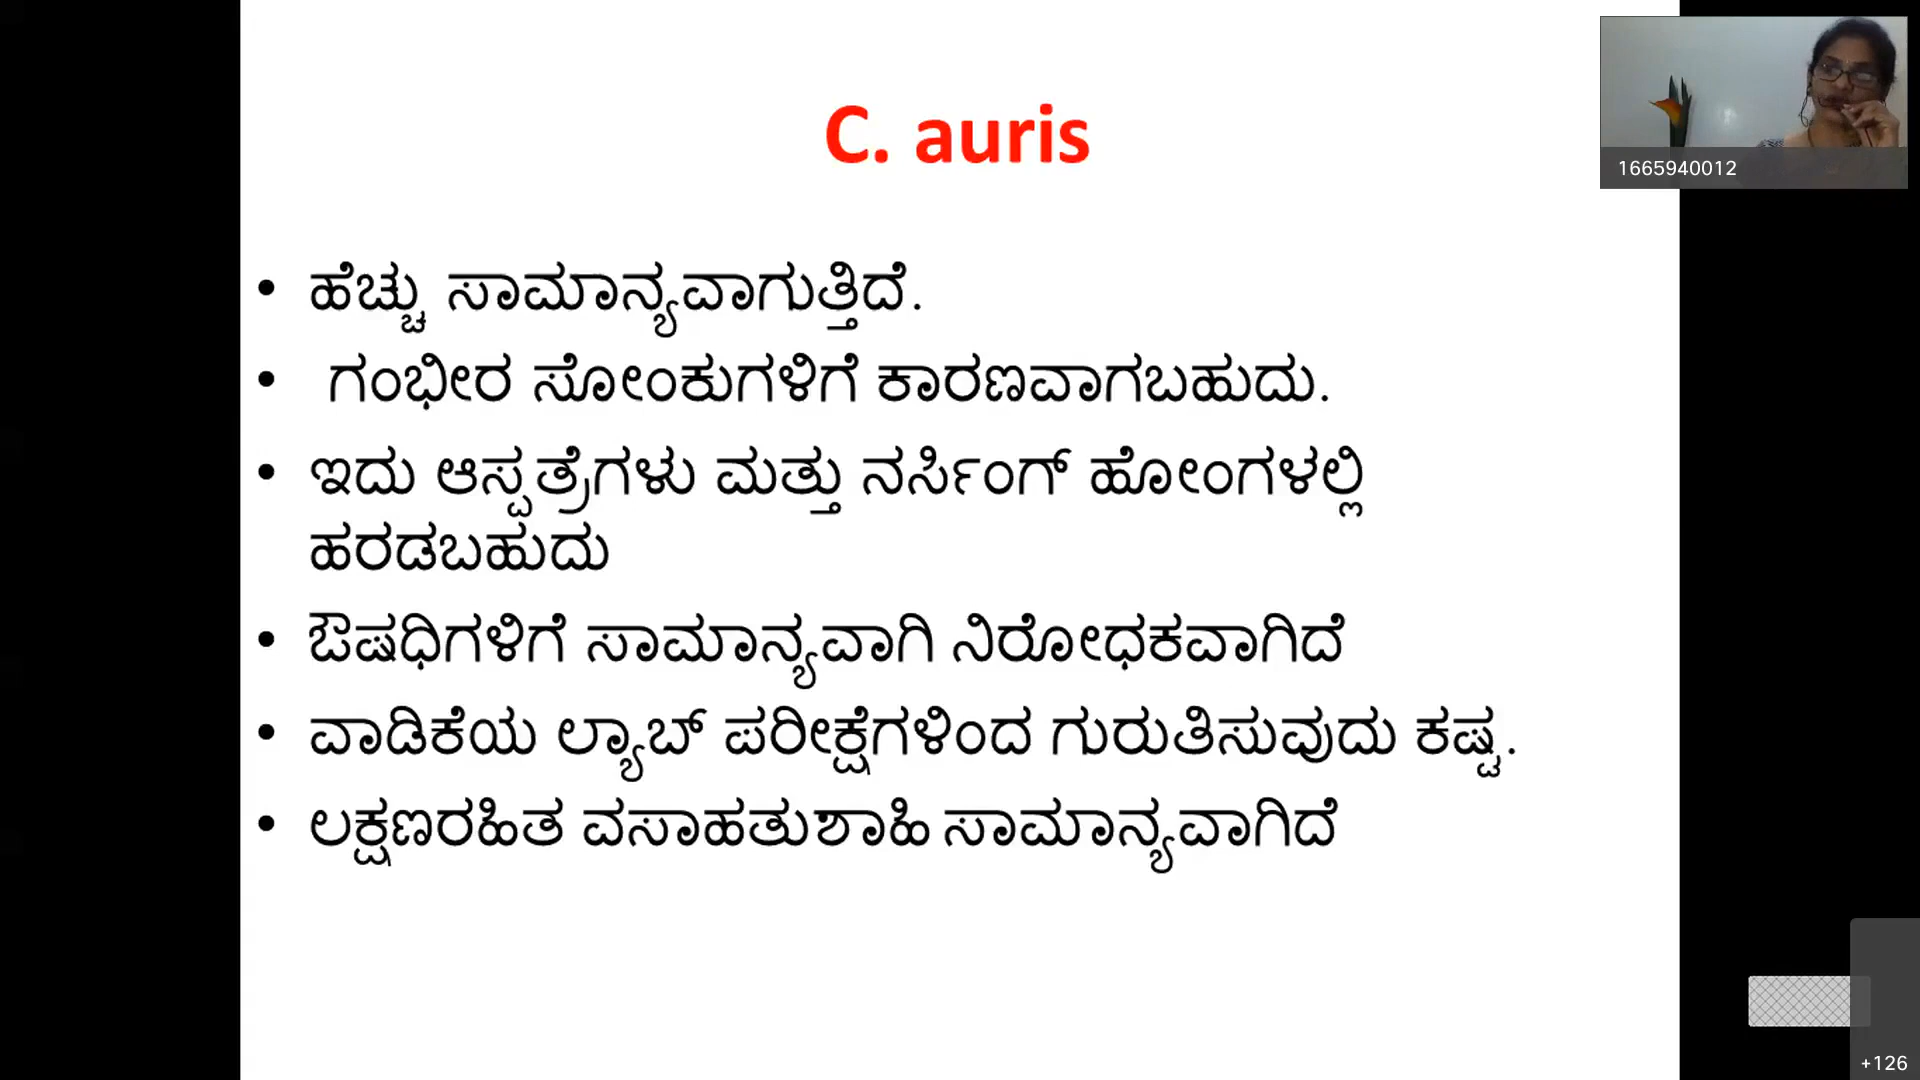 C. auris
1665940012
• ಹೆಚ್ಚು ಸಾಮಾನ್ಯವಾಗುತ್ತಿದೆ.
• ಗಂಭೀರ ಸೋಂಕುಗಳಿಗೆ ಕಾರಣವಾಗಬಹುದು.
• ಇದು ಆಸ್ಪತ್ರೆಗಳು ಮತ್ತು ನರ್ಸಿಂಗ್ ಹೋಂಗಳಲ್ಲಿ
ಹರಡಬಹುದು
• ಔಷಧಿಗಳಿಗೆ ಸಾಮಾನ್ಯವಾಗಿ ನಿರೋಧಕವಾಗಿದೆ
• ವಾಡಿಕೆಯ ಲ್ಯಾಬ್ ಪರೀಕ್ಷೆಗಳಿಂದ ಗುರುತಿಸುವುದು ಕಷ್ಟ.
• ಲಕ್ಷಣರಹಿತ ವಸಾಹತುಶಾಹಿ ಸಾಮಾನ್ಯವಾಗಿದೆ
+126